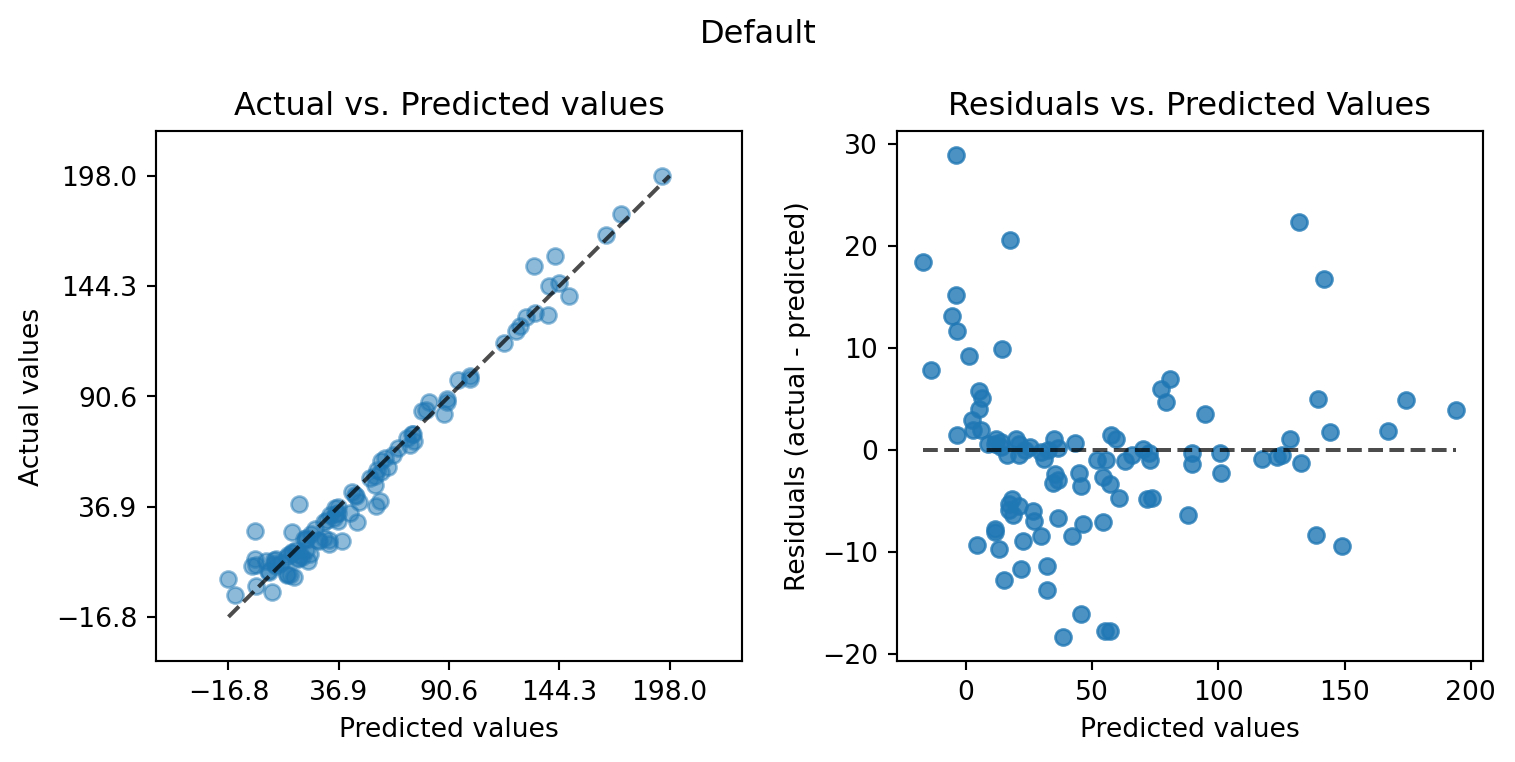 Default
Actual vs. Predicted values
Actual values
198.0
144.3
90.6
36.9
−16.8
−16.8 36.9 90.6 144.3 198.0
Predicted values
Residuals vs. Predicted Values
Residuals (actual - predicted)
30
20
10
0
−10
−20
0 50 100 150 200
Predicted values